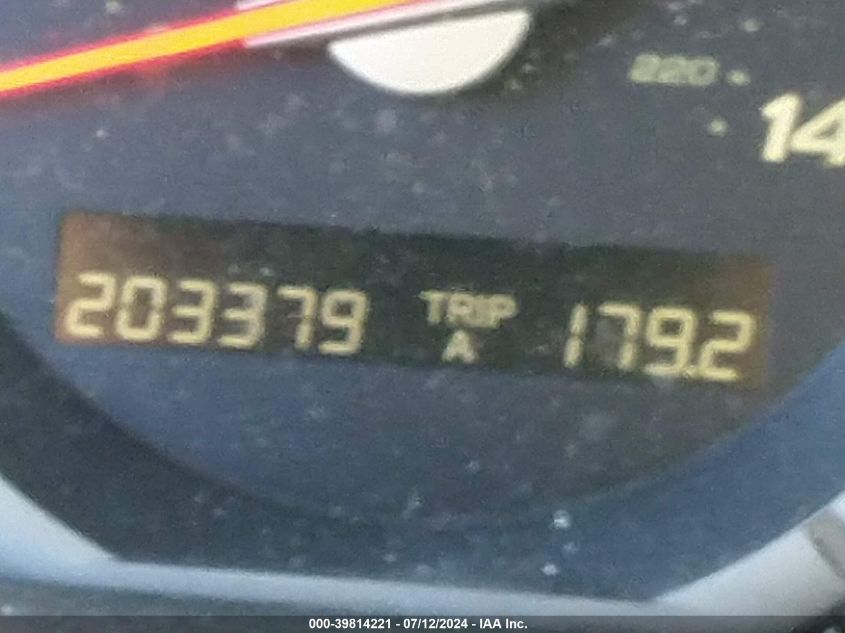 220
14
203379 TRIP A 179.2
000-39814221 - 07/12/2024 - IAA Inc.